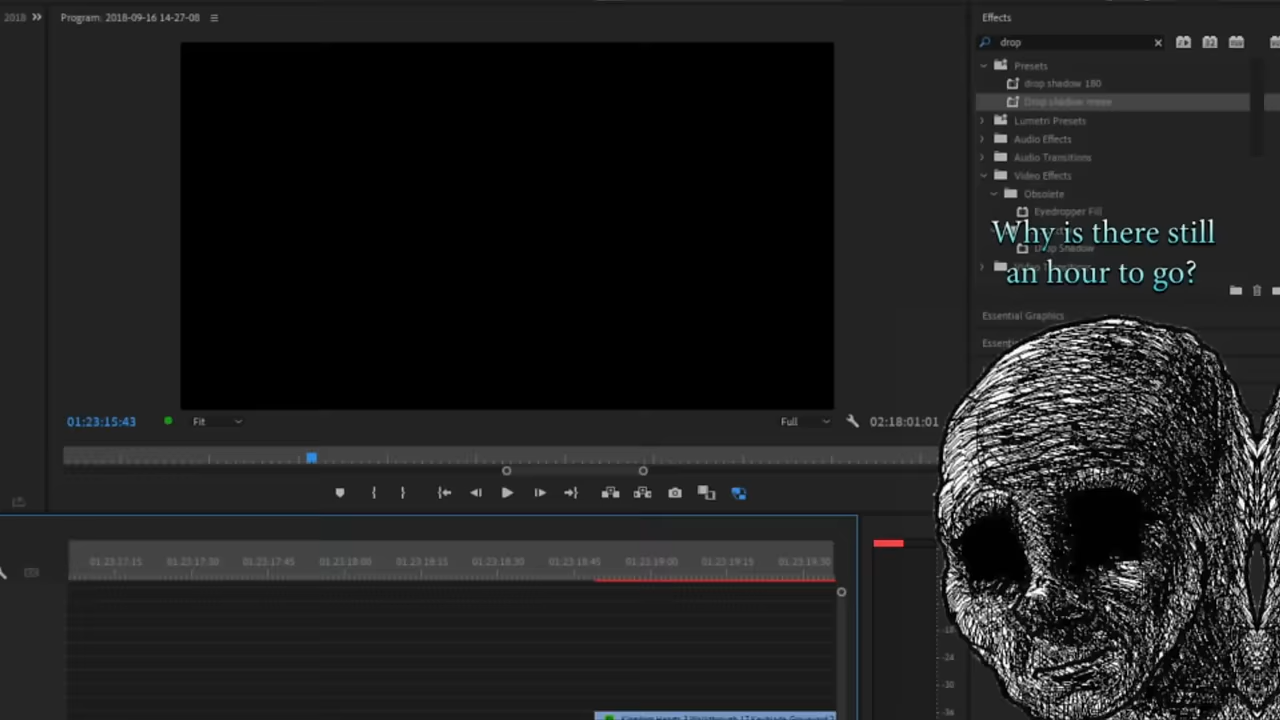 2018
Program: 2018-09-16 14-27-08
Effects
drop
Presets
drop shadow 180
Drop shadow
Lumetri Presets
Audio Effects
Audio Transitions
Video Effects
Obsolete
Eyedropper Fill
Why is there still
Drop Shadow
an hour to go?
Essential Graphics
01:23:15:43
Fit
Full
02:18:01:01
01:23:17:15
01:23:17:30
01:23:17:45
01:23:18:00
01:23:18:15
01:23:18:30
01:23:18:45
01:23:19:00
01:23:19:15
01:23:19:30
-18
-24
-30
-36